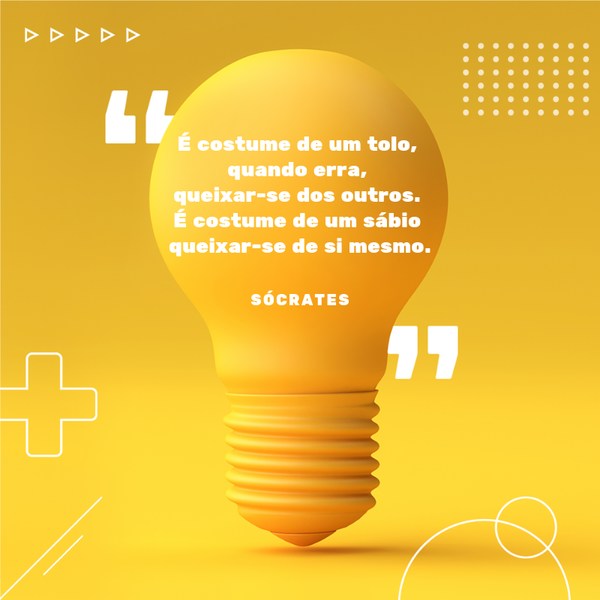 “
É costume de um tolo,
quando erra,
queixar-se dos outros.
É costume de um sábio
queixar-se de si mesmo.
SÓCRATES
”